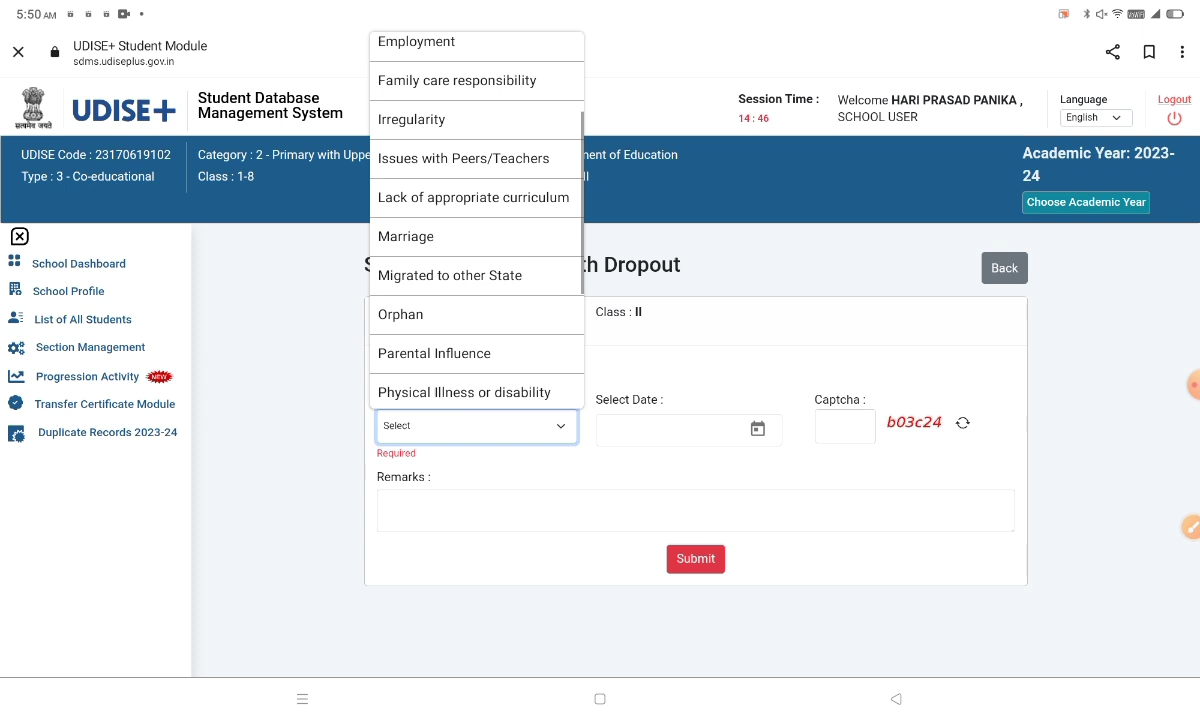 5:50 AM
UDISE+ Student Module
sdms.udiseplus.gov.in
सत्यमेव जयते
UDISE+
Student Database
Management System
Session Time :
14 : 46
Welcome HARI PRASAD PANIKA ,
SCHOOL USER
Language
English
Logout
UDISE Code : 23170619102
Type : 3 - Co-educational
Category : 2 - Primary with Uppe
Class : 1-8
nent of Education
Academic Year: 2023-
24
Choose Academic Year
School Dashboard
School Profile
List of All Students
Section Management
Progression Activity NEW
Transfer Certificate Module
Duplicate Records 2023-24
Employment
Family care responsibility
Irregularity
Issues with Peers/Teachers
Lack of appropriate curriculum
Marriage
Migrated to other State
Orphan
Parental Influence
Physical Illness or disability
th Dropout
Back
Class : II
Select
Required
Select Date :
Captcha :
b03c24
Remarks :
Submit